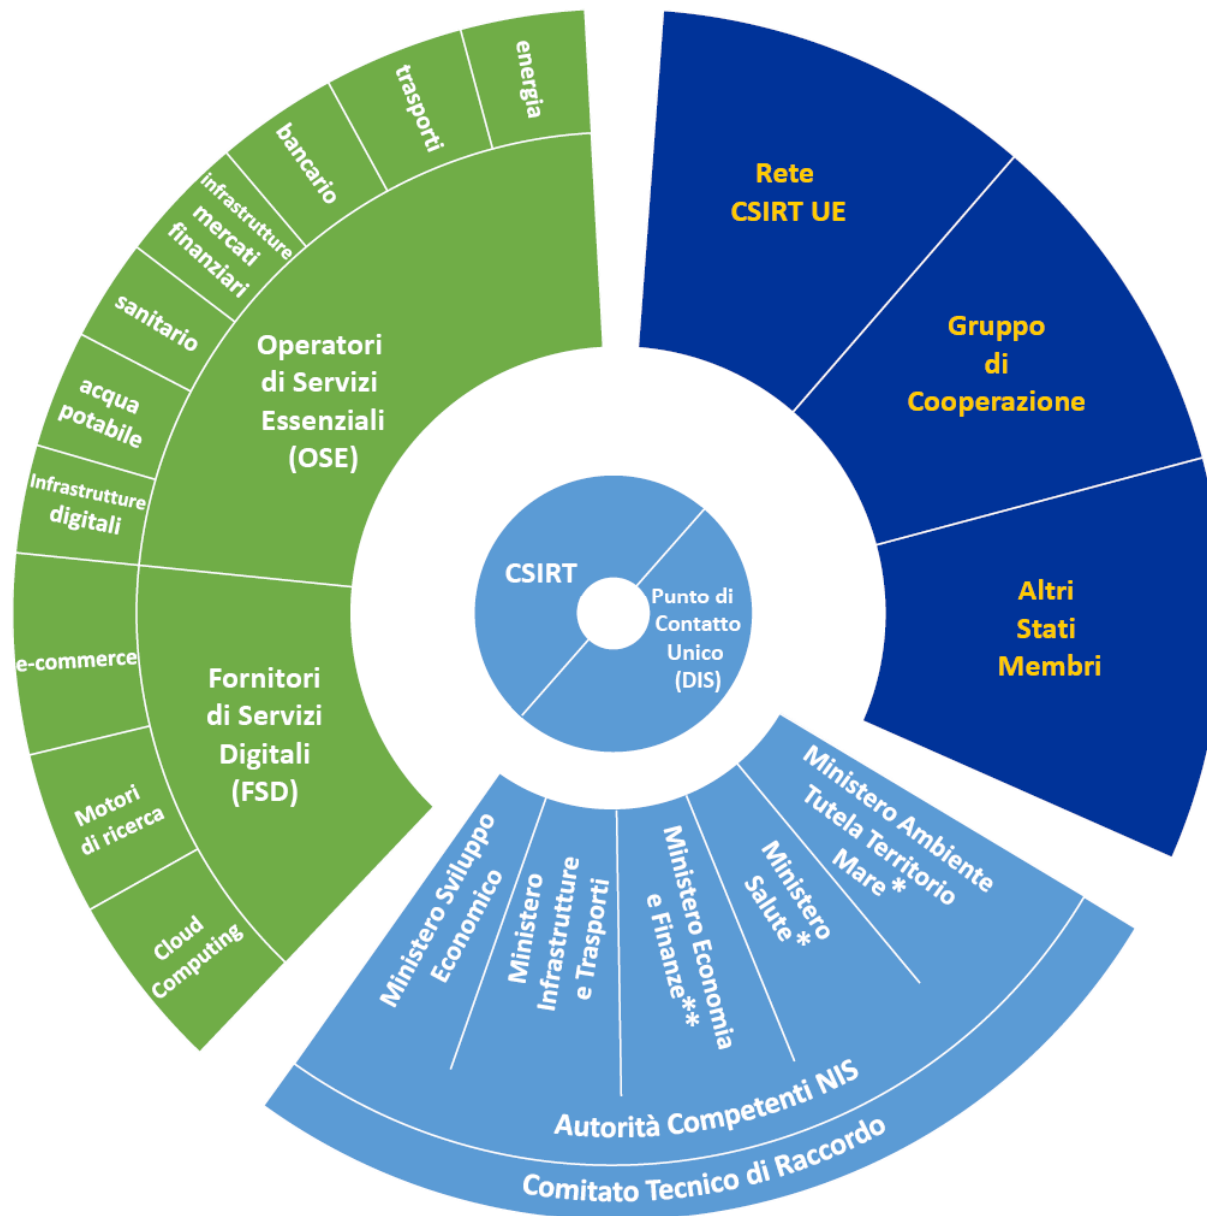 energia
trasporti
bancario
infrastrutture
mercati
finanziari
sanitario
acqua
potabile
Infrastrutture
digitali
e-commerce
Motori
di ricerca
Cloud
Computing
Operatori
di Servizi
Essenziali
(OSE)
Fornitori
di Servizi
Digitali
(FSD)
Rete
CSIRT UE
Gruppo
di
Cooperazione
Altri
Stati
Membri
CSIRT
Punto di
Contatto
Unico
(DIS)
Ministero Sviluppo
Economico
Ministero
Infrastrutture
e Trasporti
Ministero Economia
e Finanze**
Ministero
Salute*
Ministero Ambiente
Tutela Territorio
Mare*
Autorità Competenti NIS
Comitato Tecnico di Raccordo